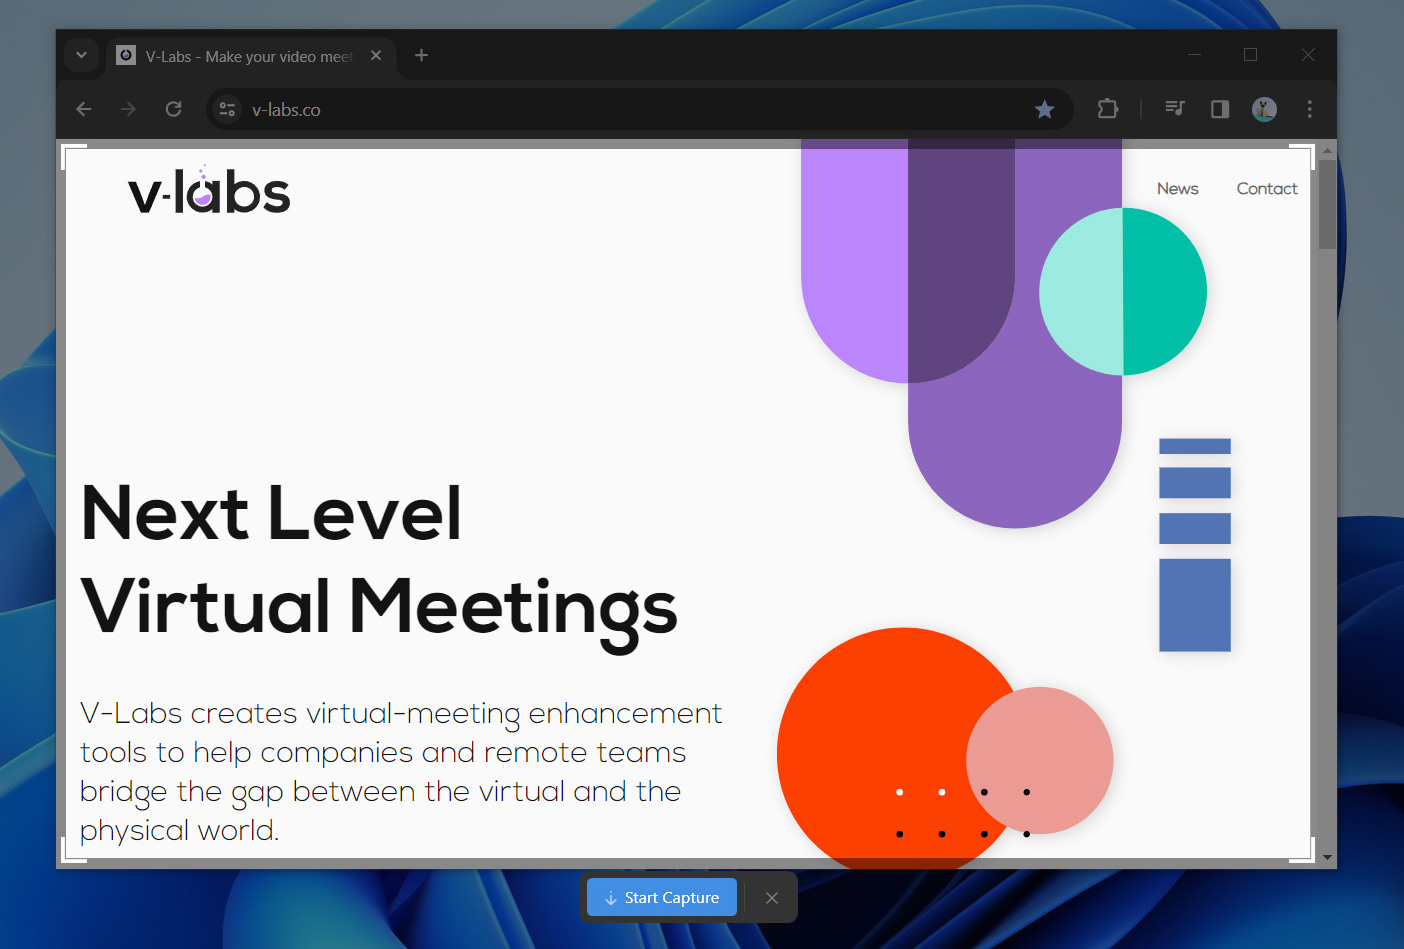 V-Labs - Make your video meet
v-labs.co
v-labs
News
Contact
Next Level
Virtual Meetings
V-Labs creates virtual-meeting enhancement
tools to help companies and remote teams
bridge the gap between the virtual and the
physical world.
Start Capture